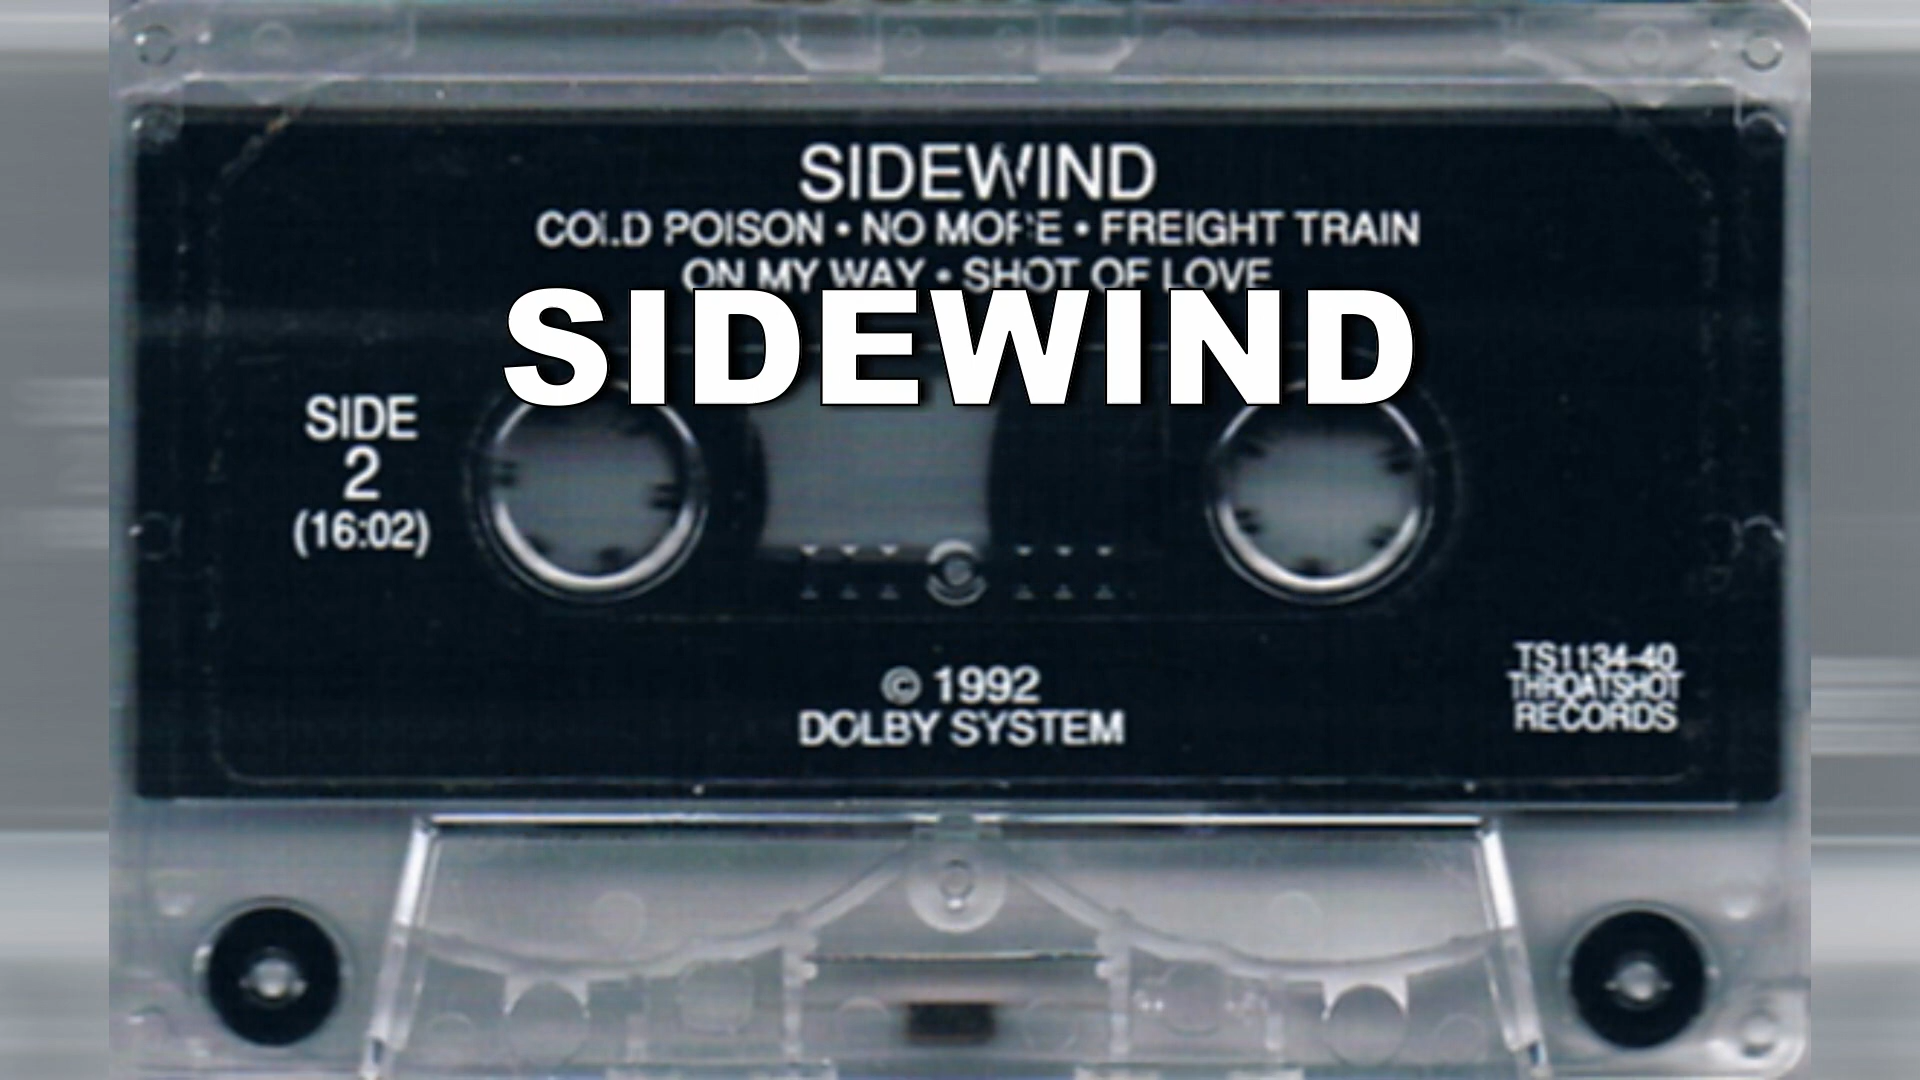 SIDEWIND
COLD POISON • NO MORE • FREIGHT TRAIN
ON MY WAY • SHOT OF LOVE
SIDEWIND
SIDE
2
(16:02)
© 1992
DOLBY SYSTEM
TS1134-40
THROATSHOT
RECORDS